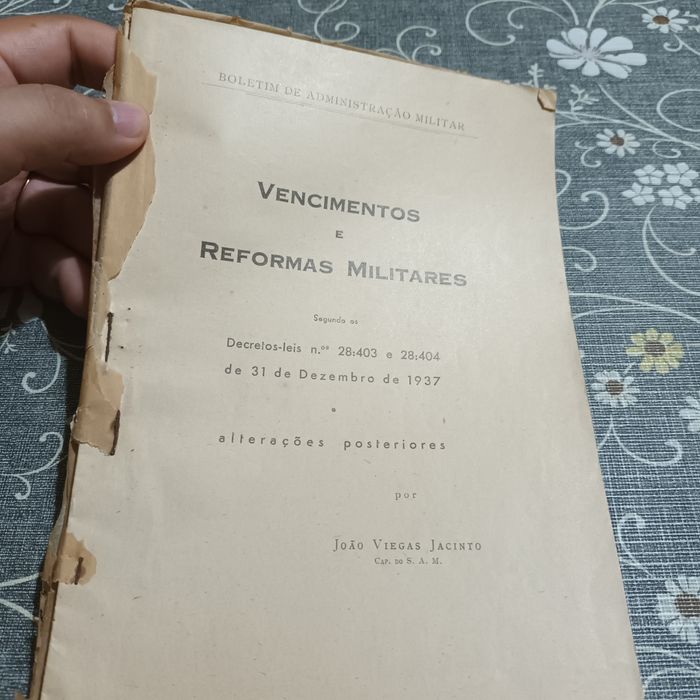 BOLETIM DE ADMINISTRAÇÃO MILITAR
VENCIMENTOS
E
REFORMAS MILITARES
Segundo os
Decretos-leis n.ºˢ 28:403 e 28:404
de 31 de Dezembro de 1937
e
alterações posteriores
por
JOÃO VIEGAS JACINTO
CAP. DO S. A. M.